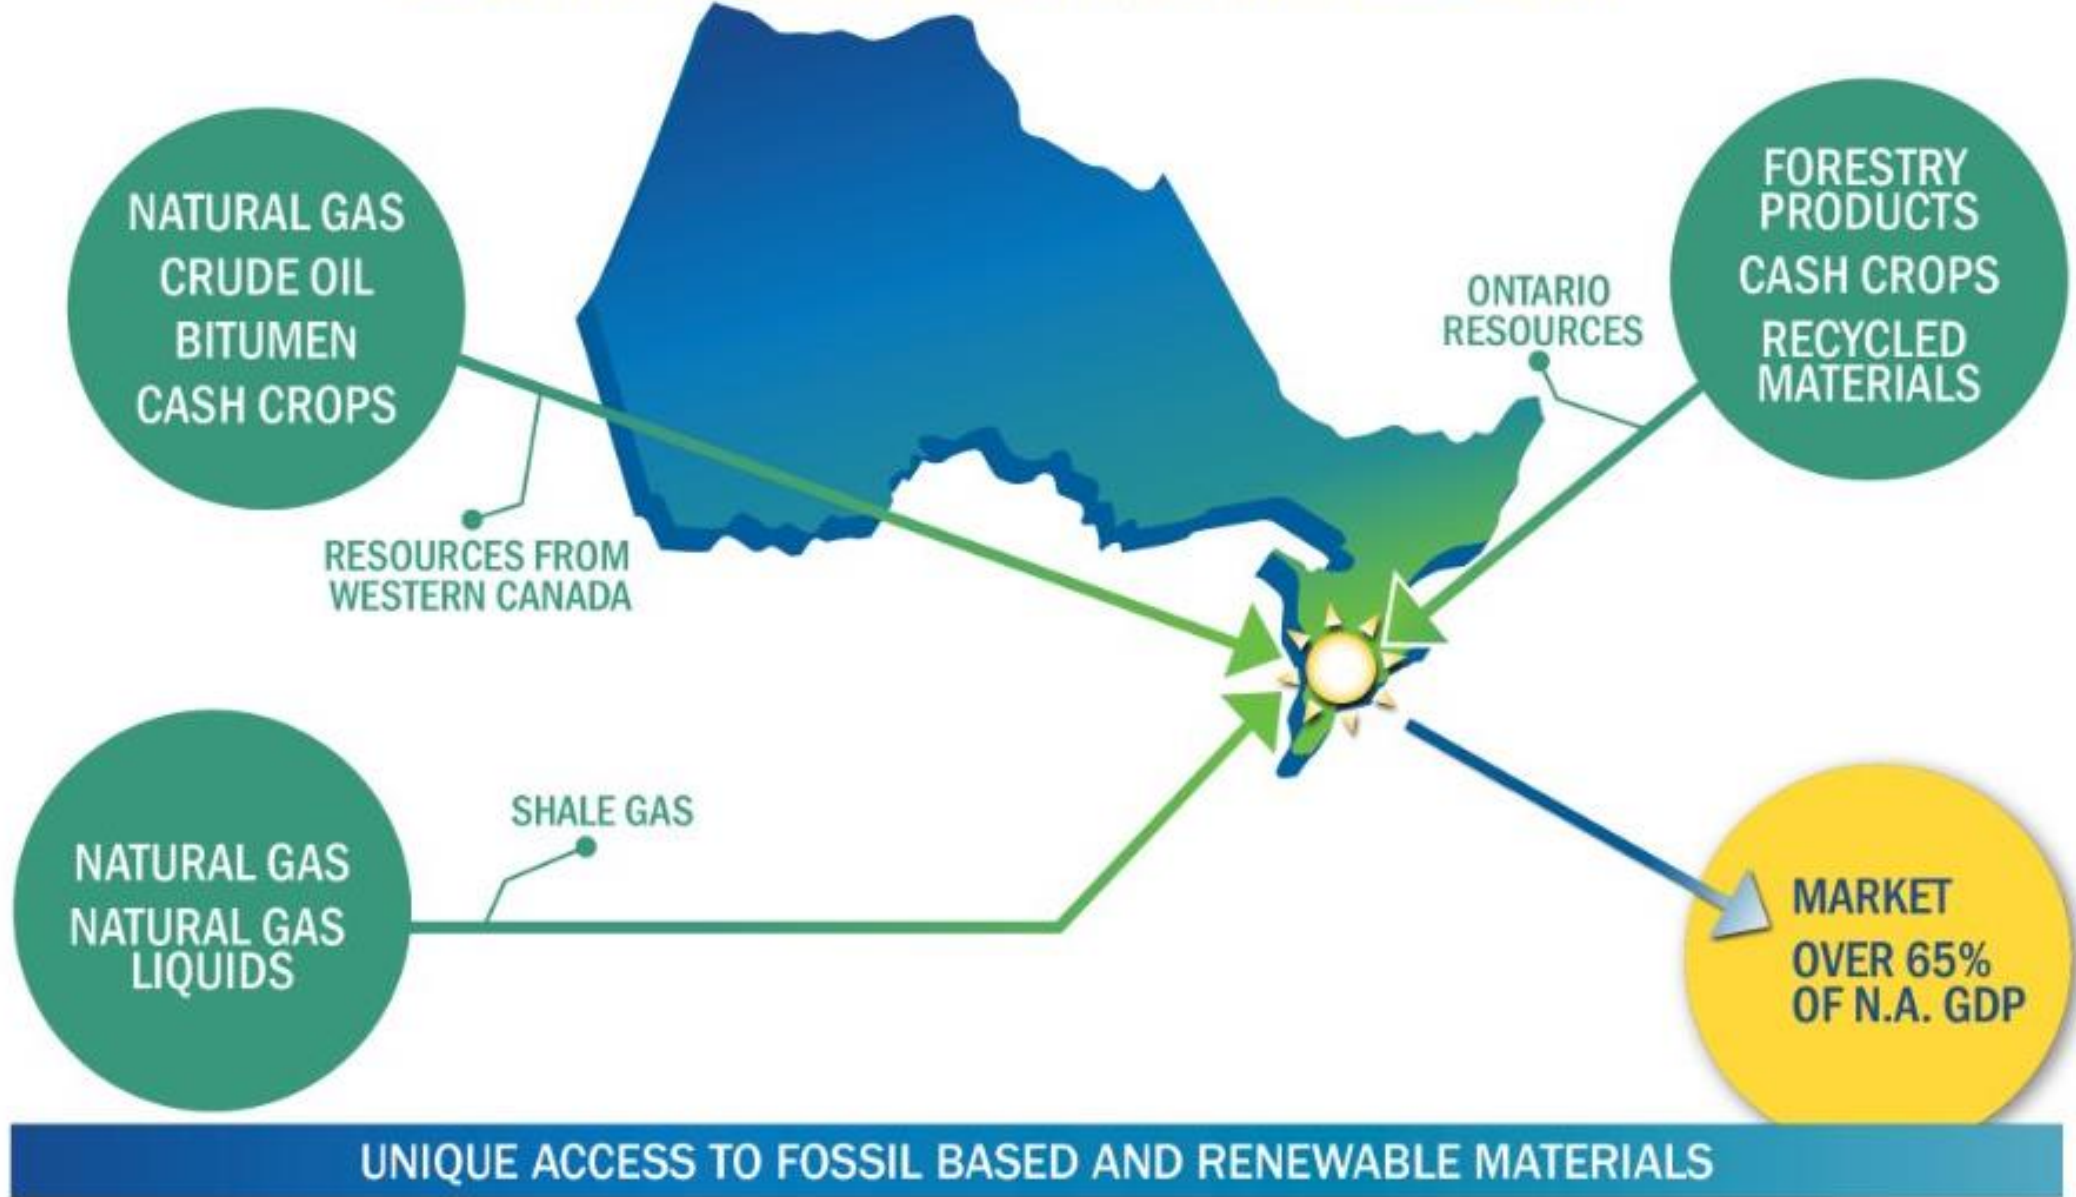 NATURAL GAS
CRUDE OIL
BITUMEN
CASH CROPS
RESOURCES FROM
WESTERN CANADA
ONTARIO
RESOURCES
FORESTRY
PRODUCTS
CASH CROPS
RECYCLED
MATERIALS
SHALE GAS
NATURAL GAS
NATURAL GAS
LIQUIDS
MARKET
OVER 65%
OF N.A. GDP
UNIQUE ACCESS TO FOSSIL BASED AND RENEWABLE MATERIALS